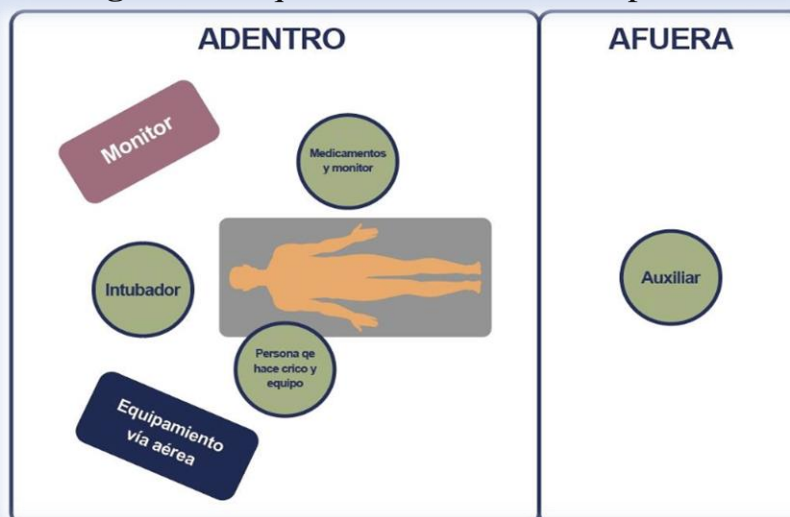 ADENTRO
AFUERA
Monitor
Medicamentos
y monitor
Intubador
Auxiliar
Persona qe
hace crico y
equipo
Equipamiento
vía aérea